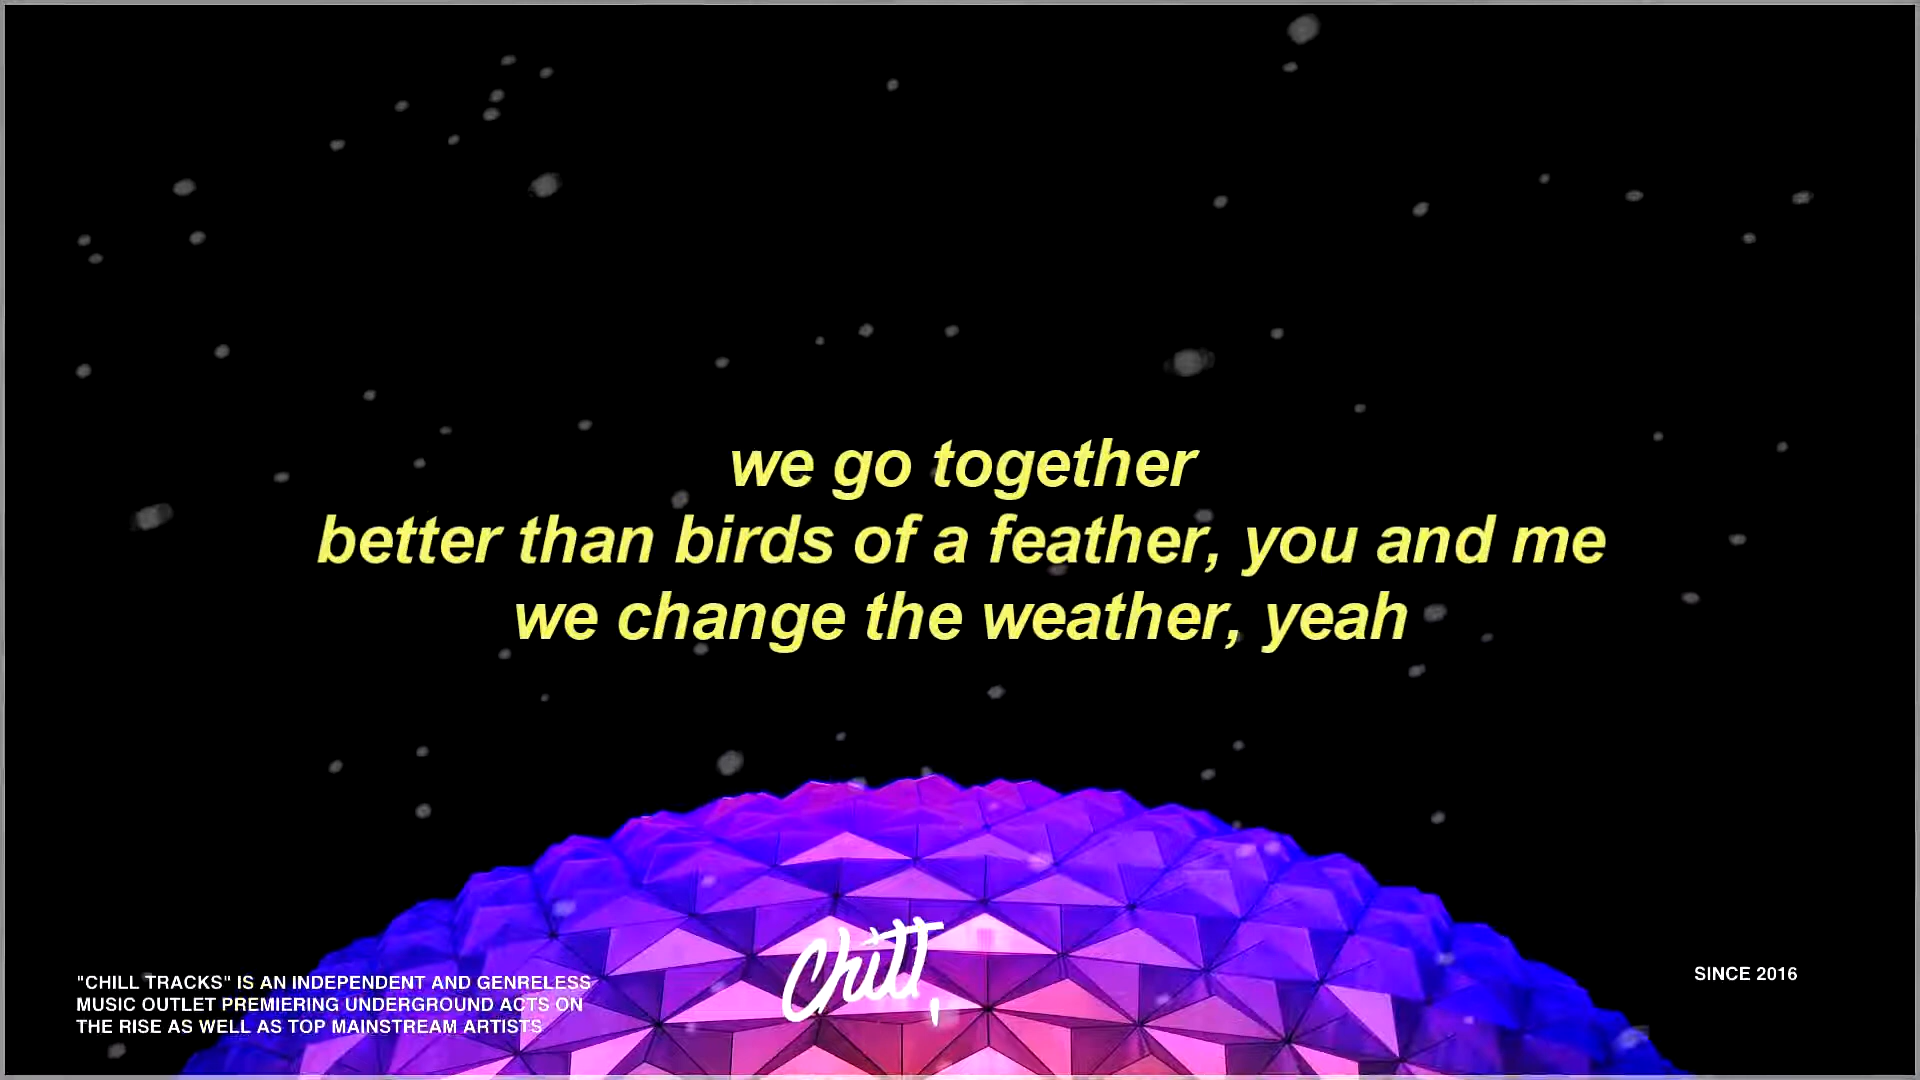 we go together
better than birds of a feather, you and me
we change the weather, yeah
Chill,
"CHILL TRACKS" IS AN INDEPENDENT AND GENRELESS
MUSIC OUTLET PREMIERING UNDERGROUND ACTS ON
THE RISE AS WELL AS TOP MAINSTREAM ARTISTS
SINCE 2016